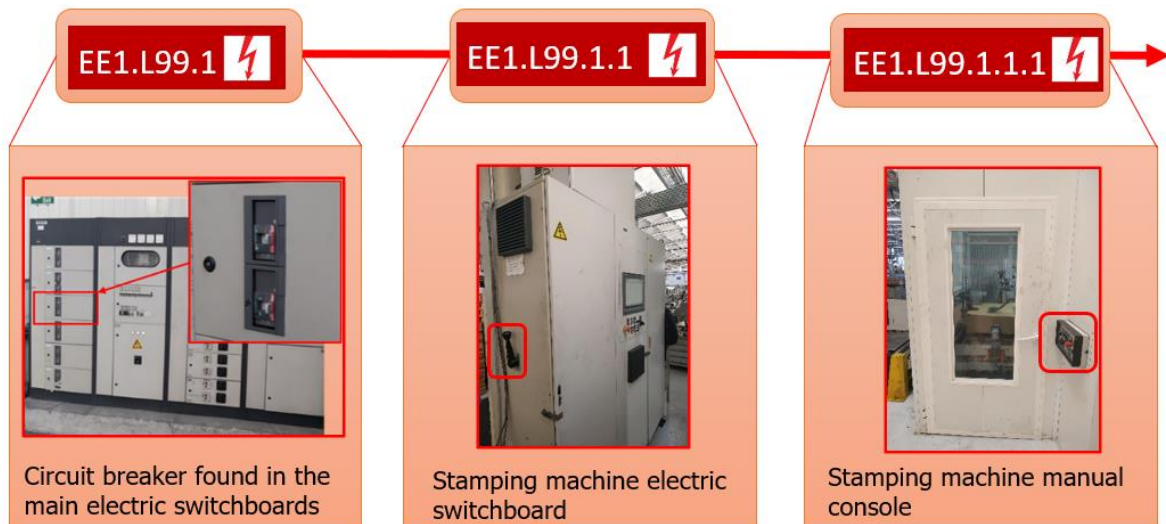 EE1.L99.1
EE1.L99.1.1
EE1.L99.1.1.1
Circuit breaker found in the
main electric switchboards
Stamping machine electric
switchboard
Stamping machine manual
console